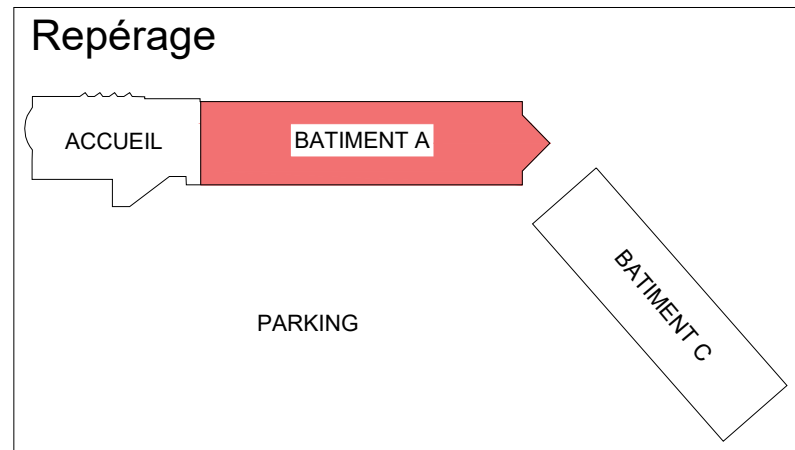 Repérage
ACCUEIL
BATIMENT A
BATIMENT C
PARKING